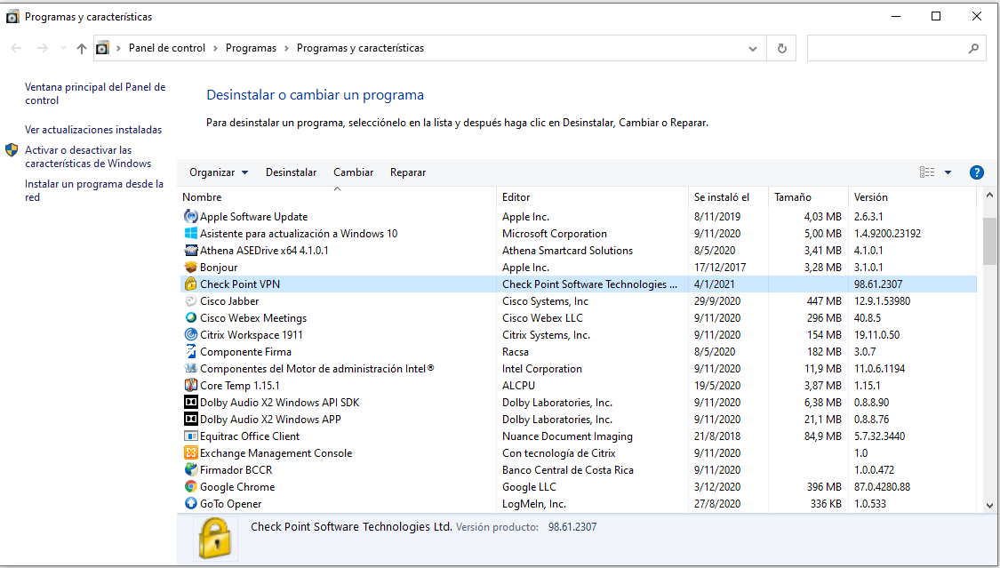 Programas y características
Panel de control > Programas > Programas y características
Ventana principal del Panel de
control
Ver actualizaciones instaladas
Activar o desactivar las
características de Windows
Instalar un programa desde la
red
Desinstalar o cambiar un programa
Para desinstalar un programa, selecciónelo en la lista y después haga clic en Desinstalar, Cambiar o Reparar.
Organizar Desinstalar Cambiar Reparar
Nombre Editor Se instaló el Tamaño Versión
Apple Software Update Apple Inc. 8/11/2019 4,03 MB 2.6.3.1
Asistente para actualización a Windows 10 Microsoft Corporation 9/11/2020 5,00 MB 1.4.9200.23192
Athena ASEDrive x64 4.1.0.1 Athena Smartcard Solutions 8/5/2020 3,41 MB 4.1.0.1
Bonjour Apple Inc. 17/12/2017 3,28 MB 3.1.0.1
Check Point VPN Check Point Software Technologies ... 4/1/2021 98.61.2307
Cisco Jabber Cisco Systems, Inc 29/9/2020 447 MB 12.9.1.53980
Cisco Webex Meetings Cisco Webex LLC 9/11/2020 296 MB 40.8.5
Citrix Workspace 1911 Citrix Systems, Inc. 9/11/2020 154 MB 19.11.0.50
Componente Firma Racsa 8/5/2020 182 MB 3.0.7
Componentes del Motor de administración Intel® Intel Corporation 9/11/2020 11,9 MB 11.0.6.1194
Core Temp 1.15.1 ALCPU 19/5/2020 3,87 MB 1.15.1
Dolby Audio X2 Windows API SDK Dolby Laboratories, Inc. 9/11/2020 6,38 MB 0.8.8.90
Dolby Audio X2 Windows APP Dolby Laboratories, Inc. 9/11/2020 21,1 MB 0.8.8.76
Equitrac Office Client Nuance Document Imaging 21/8/2018 84,9 MB 5.7.32.3440
Exchange Management Console Con tecnología de Citrix 9/11/2020 1.0
Firmador BCCR Banco Central de Costa Rica 9/11/2020 1.0.0.472
Google Chrome Google LLC 3/12/2020 396 MB 87.0.4280.88
GoTo Opener LogMeIn, Inc. 27/8/2020 336 KB 1.0.533
Check Point Software Technologies Ltd. Versión producto: 98.61.2307